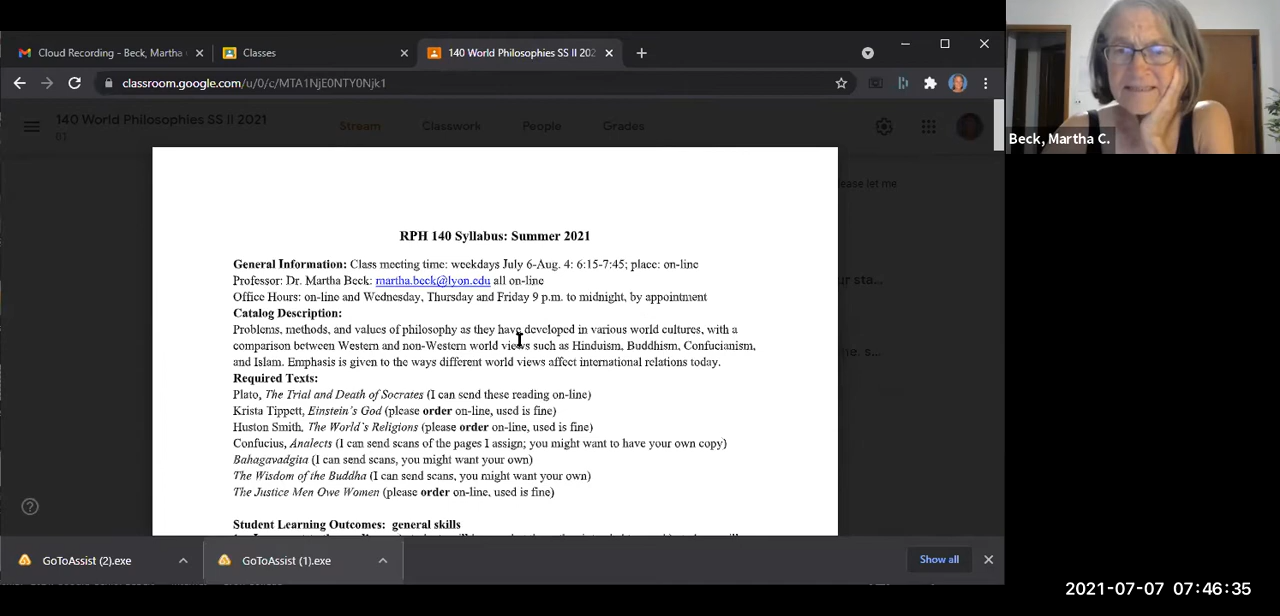 Cloud Recording - Beck, Martha
Classes
140 World Philosophies SS II 202
classroom.google.com/u/0/c/MTA1NjE0NTY0Njk1
140 World Philosophies SS II 2021
01
Stream
Classwork
People
Grades
ease let me
RPH 140 Syllabus: Summer 2021
General Information: Class meeting time: weekdays July 6-Aug. 4: 6:15-7:45; place: on-line
Professor: Dr. Martha Beck: martha.beck@lyon.edu all on-line
Office Hours: on-line and Wednesday, Thursday and Friday 9 p.m. to midnight, by appointment
Catalog Description:
Problems, methods, and values of philosophy as they have developed in various world cultures, with a
comparison between Western and non-Western world views such as Hinduism, Buddhism, Confucianism,
and Islam. Emphasis is given to the ways different world views affect international relations today.
Required Texts:
Plato, The Trial and Death of Socrates (I can send these reading on-line)
Krista Tippett, Einstein's God (please order on-line, used is fine)
Huston Smith, The World's Religions (please order on-line, used is fine)
Confucius, Analects (I can send scans of the pages I assign; you might want to have your own copy)
Bahagavadgita (I can send scans, you might want your own)
The Wisdom of the Buddha (I can send scans, you might want your own)
The Justice Men Owe Women (please order on-line, used is fine)
Student Learning Outcomes: general skills
ur sta...
e, s...
GoToAssist (2).exe
GoToAssist (1).exe
Show all
Beck, Martha C.
2021-07-07 07:46:35